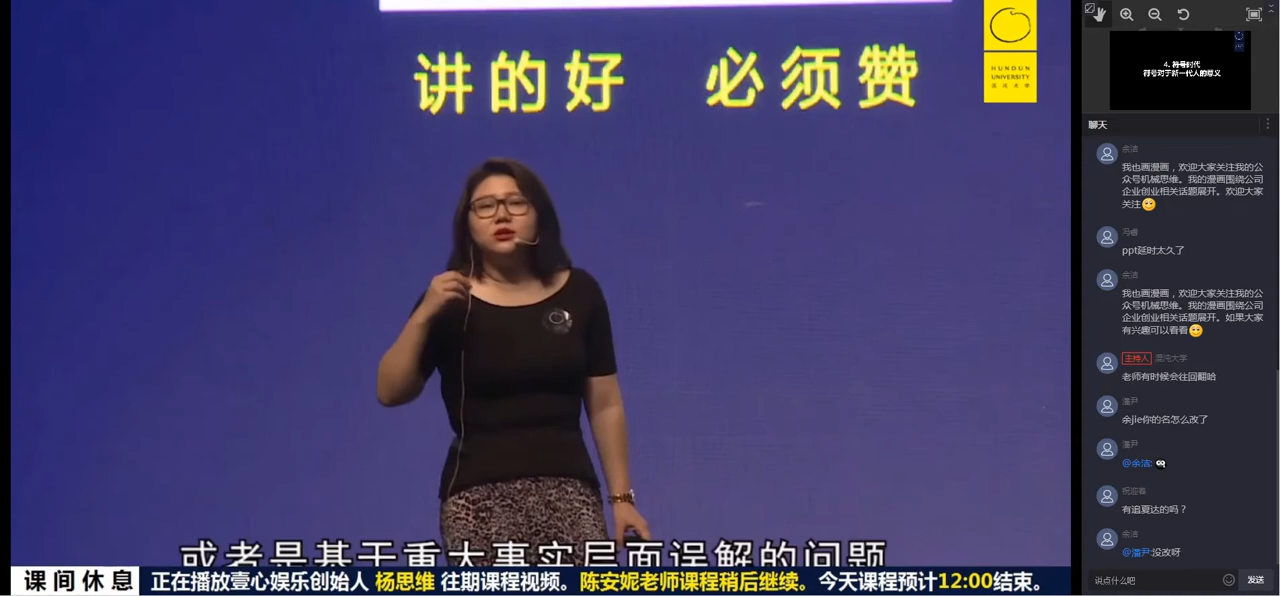 讲的好 必须赞
HUNDUN
UNIVERSITY
混沌大学
或者是基于重大事实层面误解的问题
课间休息
正在播放壹心娱乐创始人 杨思维 往期课程视频。陈安妮老师课程稍后继续。今天课程预计12:00结束。
4. 符号时代
符号对于新一代人的意义
聊天
余洁
我也画漫画，欢迎大家关注我的公
众号机械思维。我的漫画围绕公司
企业创业相关话题展开。欢迎大家
关注
冯睿
ppt延时太久了
余洁
我也画漫画，欢迎大家关注我的公
众号机械思维。我的漫画围绕公司
企业创业相关话题展开。如果大家
有兴趣可以看看
主持人 混沌大学
老师有时候会往回翻哈
潘尹
余jie你的名怎么改了
潘尹
@余洁:
祝迎春
有追夏达的吗？
余洁
@潘尹:没改呀
说点什么吧
发送